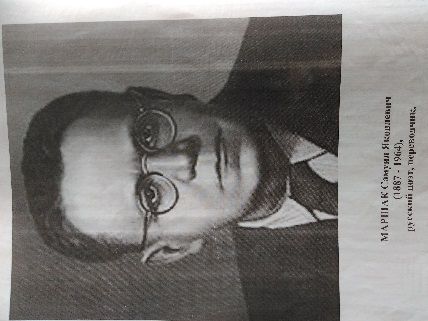 МАРШАК Самуил Яковлевич
(1887 - 1964),
русский поэт, переводчик,